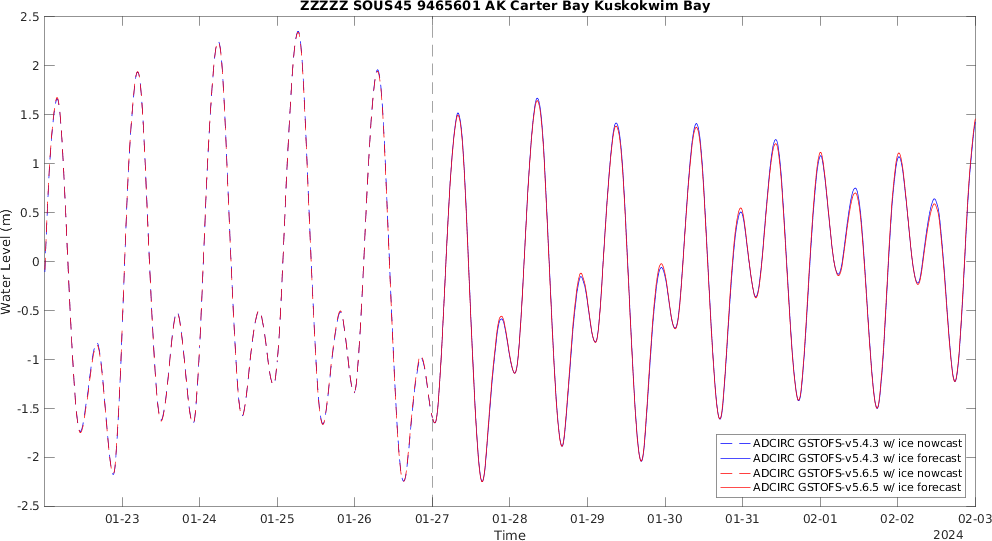 ZZZZZ SOUS45 9465601 AK Carter Bay Kuskokwim Bay
2.5
2
1.5
1
0.5
0
-0.5
-1
-1.5
-2
-2.5
Water Level (m)
ADCIRC GSTOFS-v5.4.3 w/ ice nowcast
ADCIRC GSTOFS-v5.4.3 w/ ice forecast
ADCIRC GSTOFS-v5.6.5 w/ ice nowcast
ADCIRC GSTOFS-v5.6.5 w/ ice forecast
01-23 01-24 01-25 01-26 01-27 01-28 01-29 01-30 01-31 02-01 02-02 02-03
Time
2024